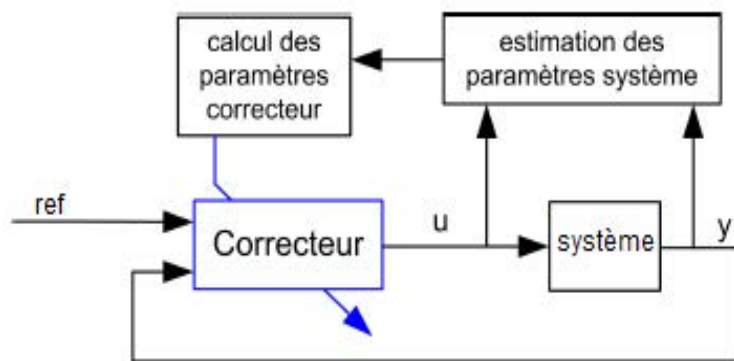 calcul des
paramètres
correcteur
estimation des
paramètres système
ref
Correcteur
u
système
y